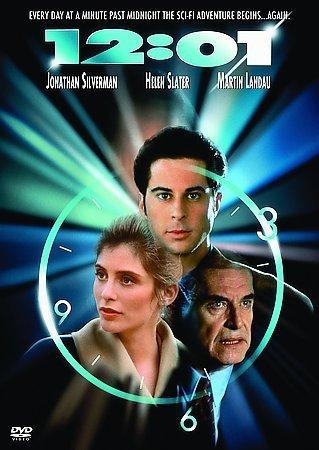 EVERY DAY AT A MINUTE PAST MIDNIGHT THE SCI-FI ADVENTURE BEGINS...AGAIN.
12:01
JONATHAN SILVERMAN HELEN SLATER MARTIN LANDAU
3
9
6
DVD
VIDEO